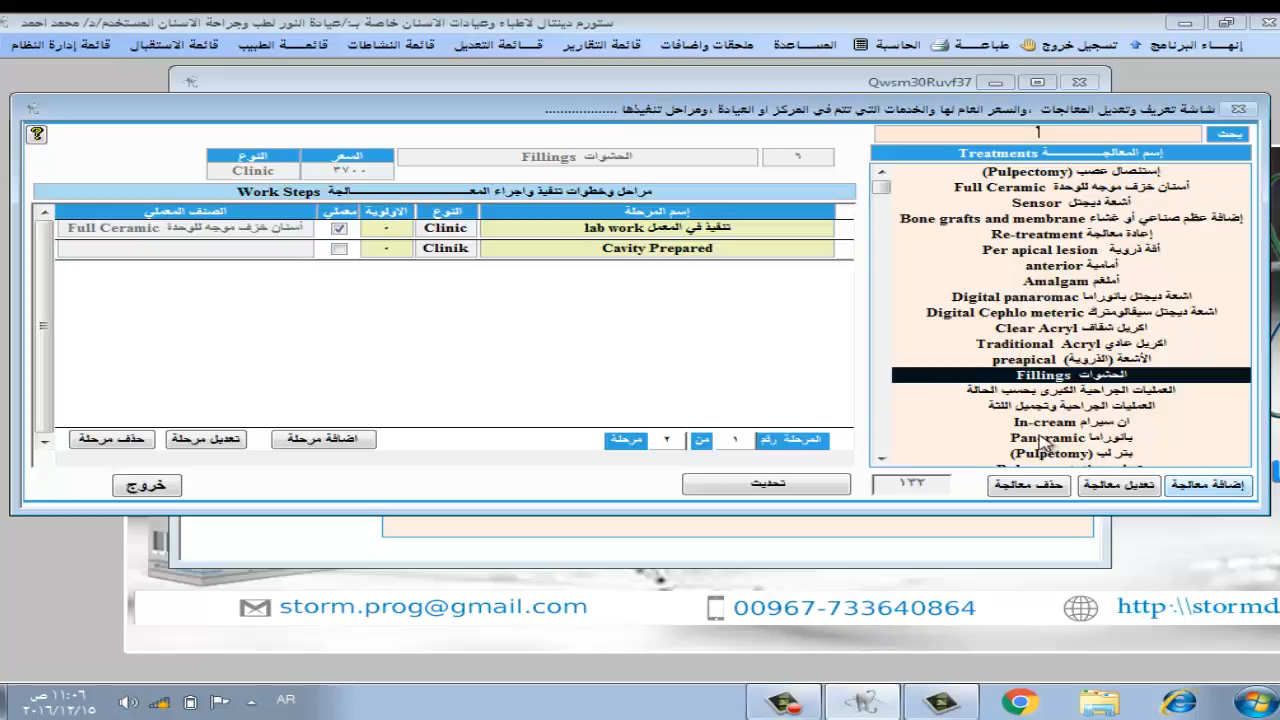 ستورم دينتال لاطباء وعيادات الاسنان خاصة بـ:/عيادة النور لطب وجراحة الاسنان المستخدم/د/ محمد احمد
إنهـــاء البرنامج
تسجيل خروج
طباعـــــة
الحاسبة
المســـاعدة
ملحقات واضافات
قائمة التقارير
قــائمة التعديل
قائمة النشاطات
قائمـــة الطبيب
قائمة الاستقبال
قائمة إدارة النظام
Qwsm30Ruvf37
شاشة تعريف وتعديل المعالجات ،والسعر العام لها والخدمات التي تتم في المركز او العيادة ،ومراحل تنفيذها ..................
بحث
٦
٦
الحشوات Fillings
السعر
النوع
٣٧٠٠
Clinic
إسم المعالجـــــــــة Treatments
إستئصال عصب (Pulpectomy)
أسنان خزف موجه للوحدة Full Ceramic
أشعة ديجتل Sensor
إضافة عظم صناعي أو غشاء Bone grafts and membrane
إعادة معالجة Re-treatment
أفة ذروية Per apical lesion
أمامية anterior
أملغم Amalgam
اشعة ديجتل بانوراما Digital panaromac
اشعة ديجتل سيفالومترك Digital Cephlo meteric
اكريل شفاف Clear Acryl
اكريل عادي Traditional Acryl
الأشعة (الذروية) preapical
الحشوات Fillings
العمليات الجراحية الكبرى بحسب الحالة
العمليات الجراحية وتجميل اللثة
ان سيرام In-cream
بانوراما Panoramic
بتر لب (Pulpetomy)
مراحل وخطوات تنفيذ واجراء المعـــــــــالجة Work Steps
إسم المرحلة
النوع
الاولوية
معملي
الصنف المعملي
تنفيذ في المعمل lab work
Clinic
٠
أسنان خزف موجه للوحدة Full Ceramic
Cavity Prepared
Clinik
٠
المرحلة رقم
١
من
٢
مرحلة
اضافة مرحلة
تعديل مرحلة
حذف مرحلة
إضافة معالجة
تعديل معالجة
حذف معالجة
١٣٢
تحديث
خروج
storm.prog@gmail.com
00967-733640864
http:\\stormd
AR
١١:٠٦ ص
٢٠١٦/١٢/١٥